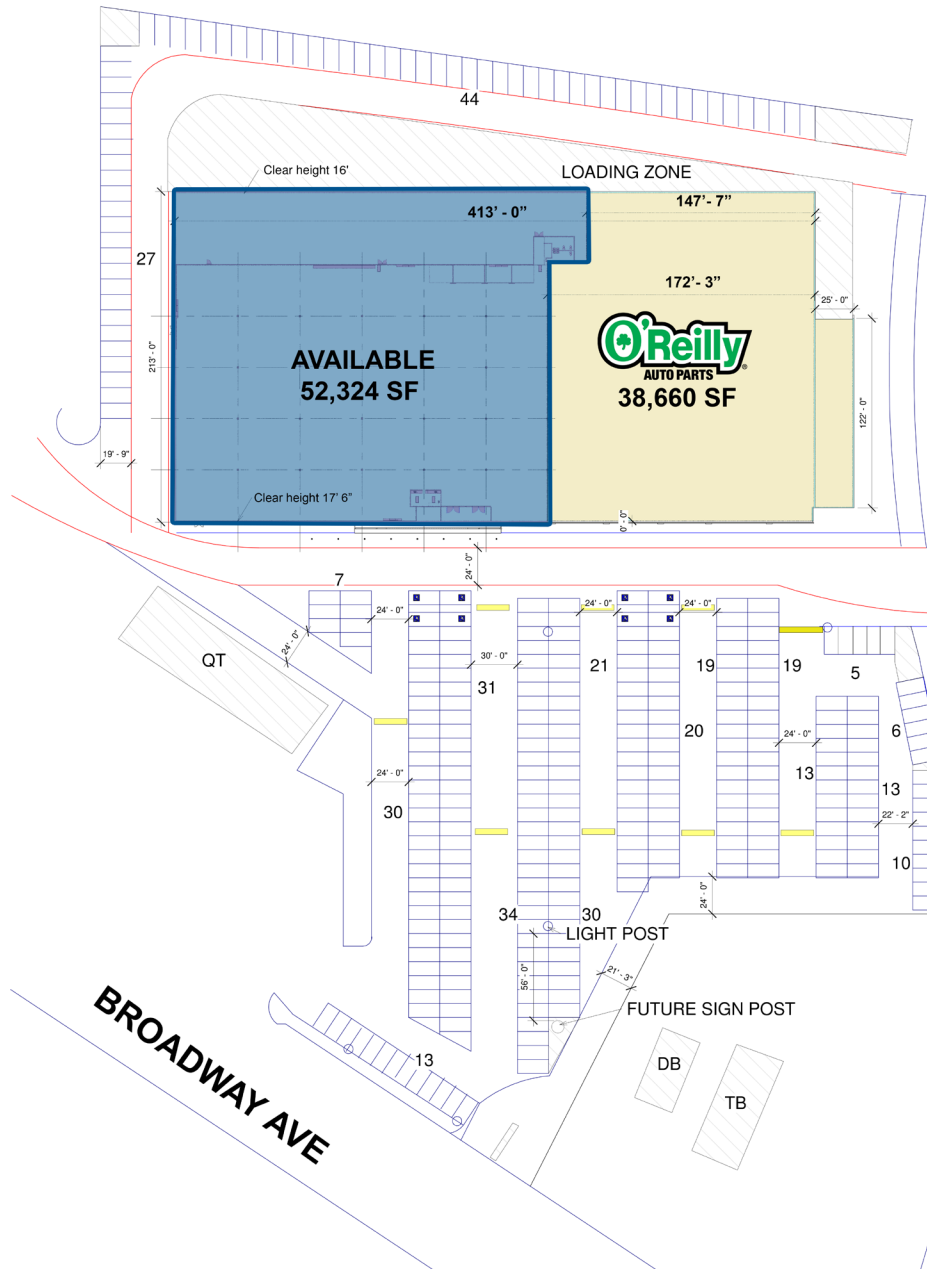 44
Clear height 16'
LOADING ZONE
413' - 0"
147' - 7"
27
172' - 3"
25' - 0"
213' - 0"
AVAILABLE
52,324 SF
O'Reilly
AUTO PARTS
®
38,660 SF
122' - 0"
19' - 9"
Clear height 17' 6"
0' - 0"
24' - 0"
7
24' - 0"
24' - 0"
24' - 0"
24' - 0"
QT
30' - 0"
31
21
19
19
5
6
20
24' - 0"
13
13
24' - 0"
30
22' - 2"
10
24' - 0"
34
30
LIGHT POST
56' - 0"
21' - 3"
FUTURE SIGN POST
BROADWAY AVE
13
DB
TB